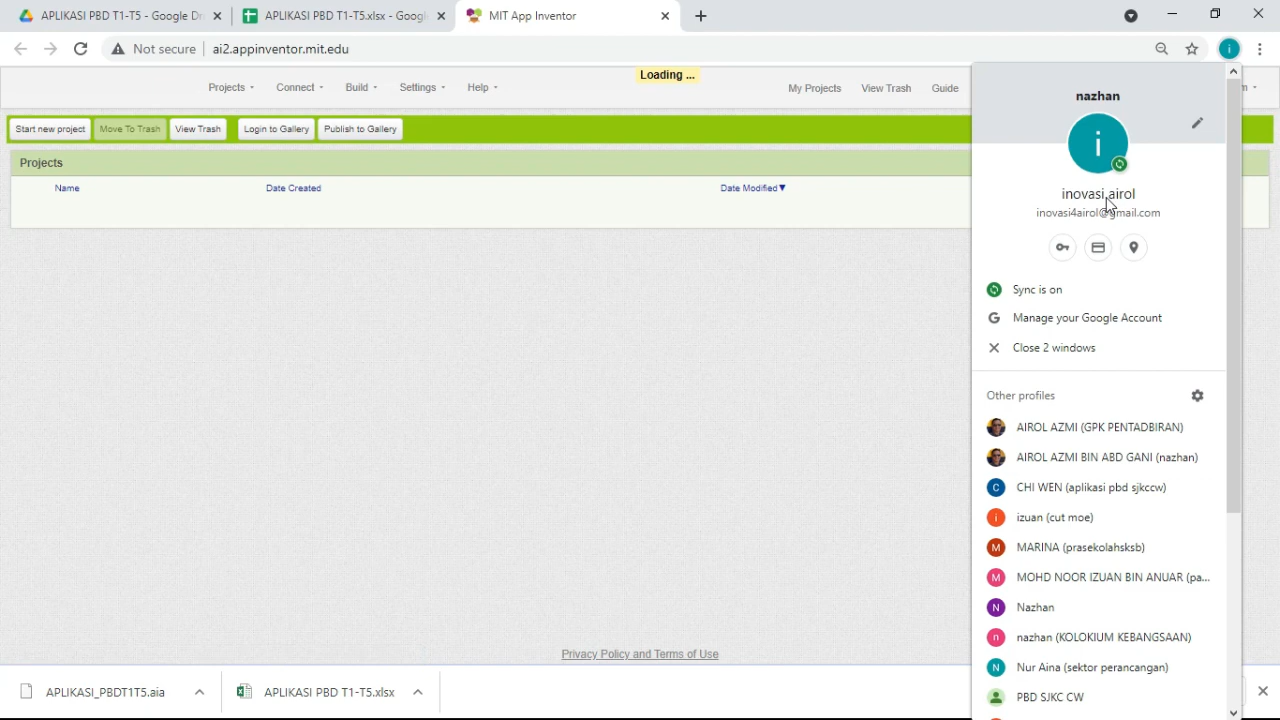 APLIKASI PBD T1-T5 - Google Dr
APLIKASI PBD T1-T5.xlsx - Googl
MIT App Inventor
Not secure
ai2.appinventor.mit.edu
Loading ...
Projects
Connect
Build
Settings
Help
My Projects
View Trash
Guide
Start new project
Move To Trash
View Trash
Login to Gallery
Publish to Gallery
Projects
Name
Date Created
Date Modified
nazhan
i
inovasi airol
inovasi4airol@gmail.com
Sync is on
Manage your Google Account
Close 2 windows
Other profiles
AIROL AZMI (GPK PENTADBIRAN)
AIROL AZMI BIN ABD GANI (nazhan)
C CHI WEN (aplikasi pbd sjkccw)
i izuan (cut moe)
M MARINA (prasekolahsksb)
M MOHD NOOR IZUAN BIN ANUAR (pa...
N Nazhan
n nazhan (KOLOKIUM KEBANGSAAN)
N Nur Aina (sektor perancangan)
PBD SJKC CW
Privacy Policy and Terms of Use
APLIKASI_PBDT1T5.aia
APLIKASI PBD T1-T5.xlsx